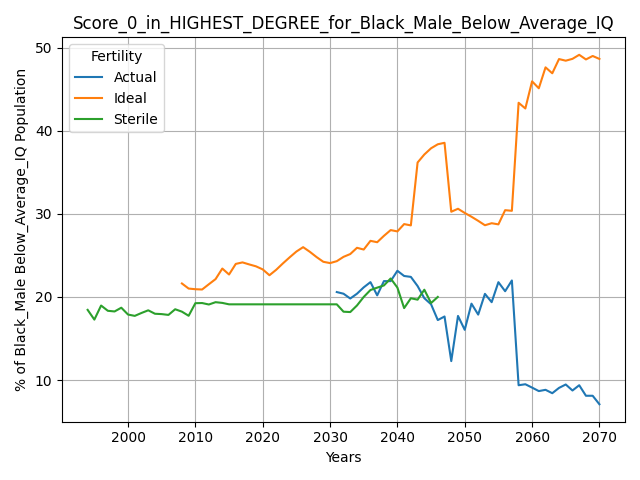 Score_0_in_HIGHEST_DEGREE_for_Black_Male_Below_Average_IQ
% of Black_Male Below_Average_IQ Population
50
40
30
20
10
Fertility
Actual
Ideal
Sterile
2000 2010 2020 2030 2040 2050 2060 2070
Years